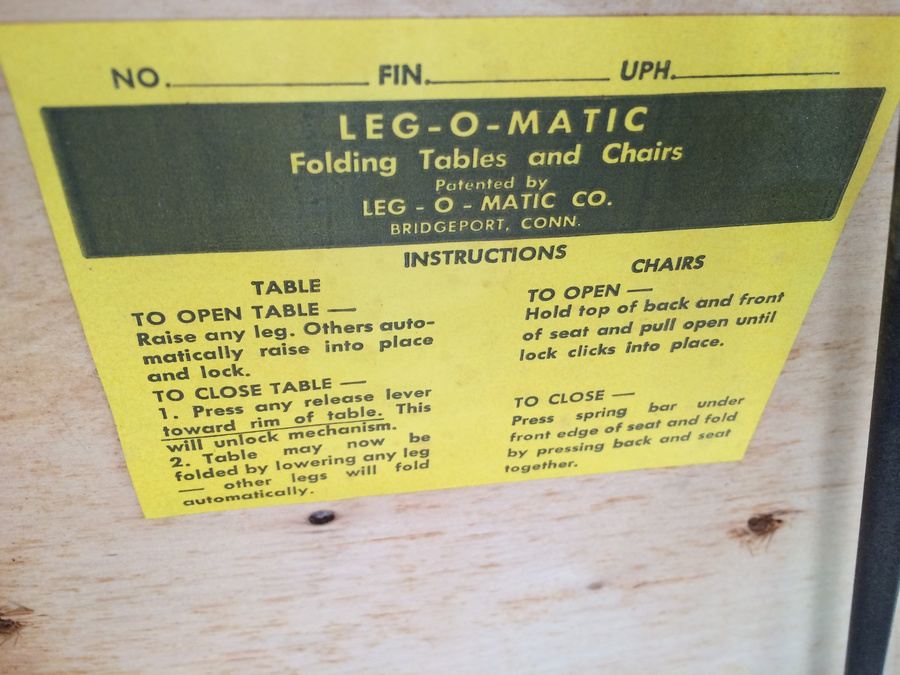 NO. FIN. UPH.
LEG-O-MATIC
Folding Tables and Chairs
Patented by
LEG - O - MATIC CO.
BRIDGEPORT, CONN.
INSTRUCTIONS
TABLE
TO OPEN TABLE —
Raise any leg. Others auto-
matically raise into place
and lock.
TO CLOSE TABLE —
1. Press any release lever
toward rim of table. This
will unlock mechanism.
2. Table may now be
folded by lowering any leg
— other legs will fold
automatically.
CHAIRS
TO OPEN —
Hold top of back and front
of seat and pull open until
lock clicks into place.
TO CLOSE —
Press spring bar under
front edge of seat and fold
by pressing back and seat
together.